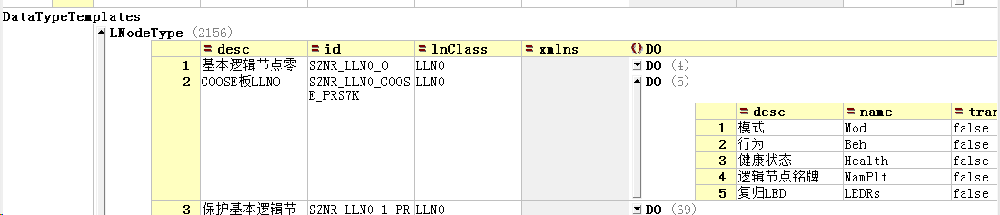 DataTypeTemplates
LNodeType (2156)
desc id lnClass xmlns DO
1 基本逻辑节点零 SZNR_LLN0_0 LLN0 DO (4)
2 GOOSE板LLN0 SZNR_LLN0_GOOS LLN0 DO (5)
E_PRS7K
desc name tran
1 模式 Mod false
2 行为 Beh false
3 健康状态 Health false
4 逻辑节点铭牌 NamPlt false
5 复归LED LEDRs false
3 保护基本逻辑节 SZNR_LLN0_1_PR LLN0 DO (69)